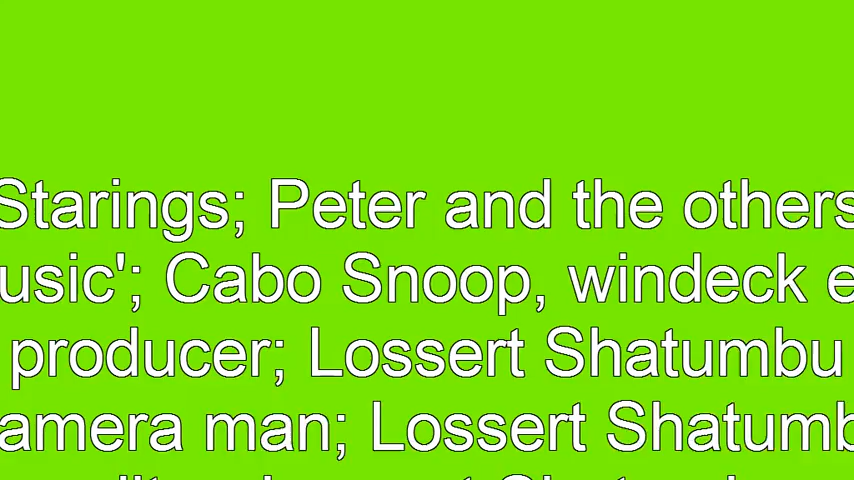 Starings; Peter and the others
usic'; Cabo Snoop, windeck e
producer; Lossert Shatumbu
amera man; Lossert Shatumb